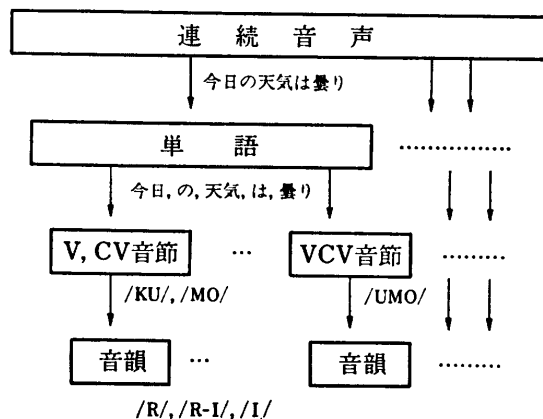 連続音声
今日の天気は曇り
単語 ................
今日, の, 天気, は, 曇り
V, CV音節 … VCV音節 .........
/KU/, /MO/ /UMO/
音韻 … 音韻 .........
/R/, /R-I/, /I/